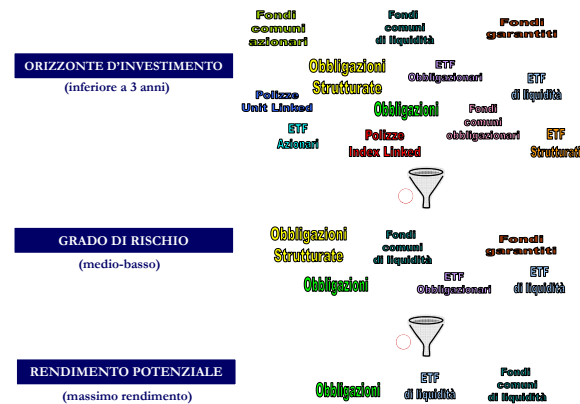 Fondi
comuni
azionari
Fondi
comuni
di liquidità
Fondi
garantiti
ORIZZONTE D'INVESTIMENTO
(inferiore a 3 anni)
Obbligazioni
Strutturate
ETF
Obbligazionari
ETF
di liquidità
Polizze
Unit Linked
Obbligazioni
Fondi
comuni
obbligazionari
ETF
Azionari
Polizze
Index Linked
ETF
Strutturati
GRADO DI RISCHIO
(medio-basso)
Obbligazioni
Strutturate
Fondi
comuni
di liquidità
Fondi
garantiti
Obbligazioni
ETF
Obbligazionari
ETF
di liquidità
RENDIMENTO POTENZIALE
(massimo rendimento)
Obbligazioni
ETF
di liquidità
Fondi
comuni
di liquidità